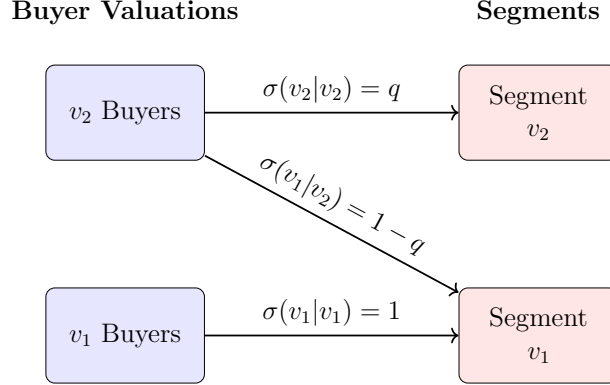 Buyer Valuations
Segments
v₂ Buyers
σ(v₂|v₂) = q
Segment
v₂
σ(v₁|v₂) = 1 − q
v₁ Buyers
σ(v₁|v₁) = 1
Segment
v₁